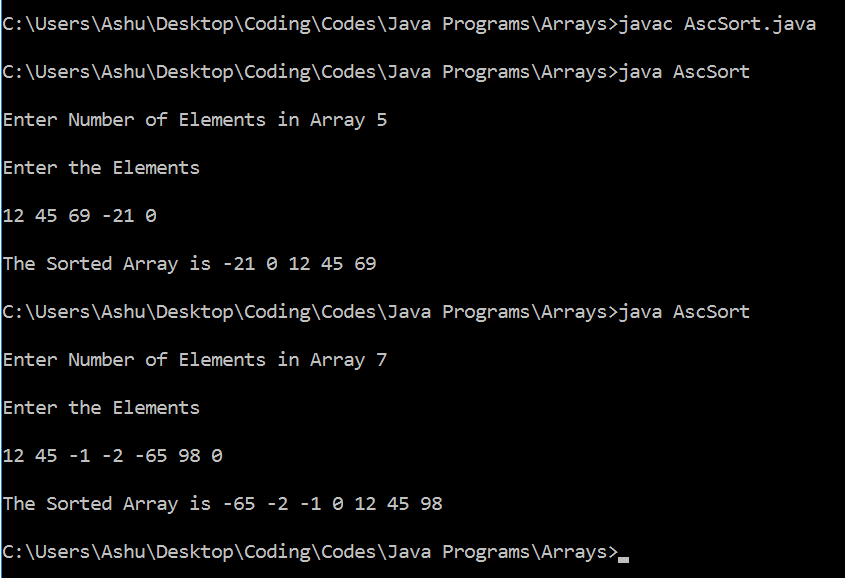 C:\Users\Ashu\Desktop\Coding\Codes\Java Programs\Arrays>javac AscSort.java
C:\Users\Ashu\Desktop\Coding\Codes\Java Programs\Arrays>java AscSort
Enter Number of Elements in Array 5
Enter the Elements
12 45 69 -21 0
The Sorted Array is -21 0 12 45 69
C:\Users\Ashu\Desktop\Coding\Codes\Java Programs\Arrays>java AscSort
Enter Number of Elements in Array 7
Enter the Elements
12 45 -1 -2 -65 98 0
The Sorted Array is -65 -2 -1 0 12 45 98
C:\Users\Ashu\Desktop\Coding\Codes\Java Programs\Arrays>